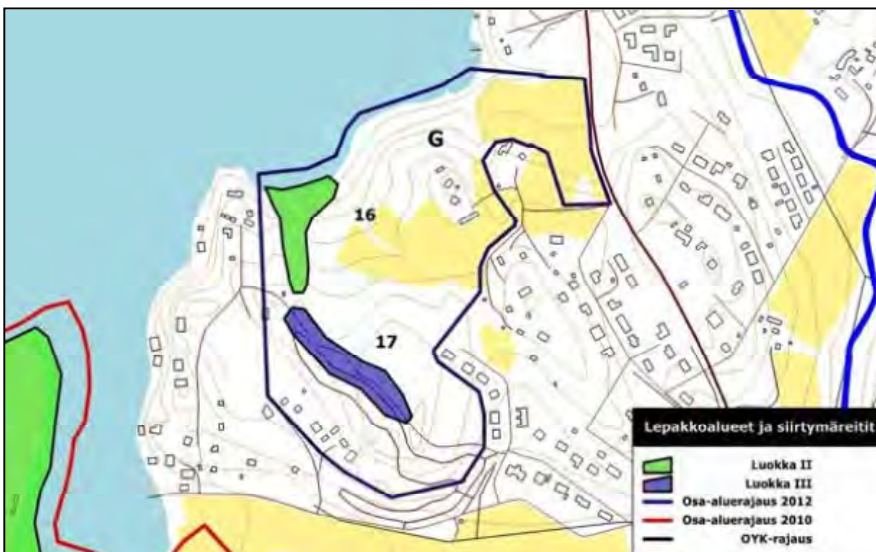 G
16
17
Lepakkoalueet ja siirtymäreitit
Luokka II
Luokka III
Osa-aluerajaus 2012
Osa-aluerajaus 2010
OYK-rajaus